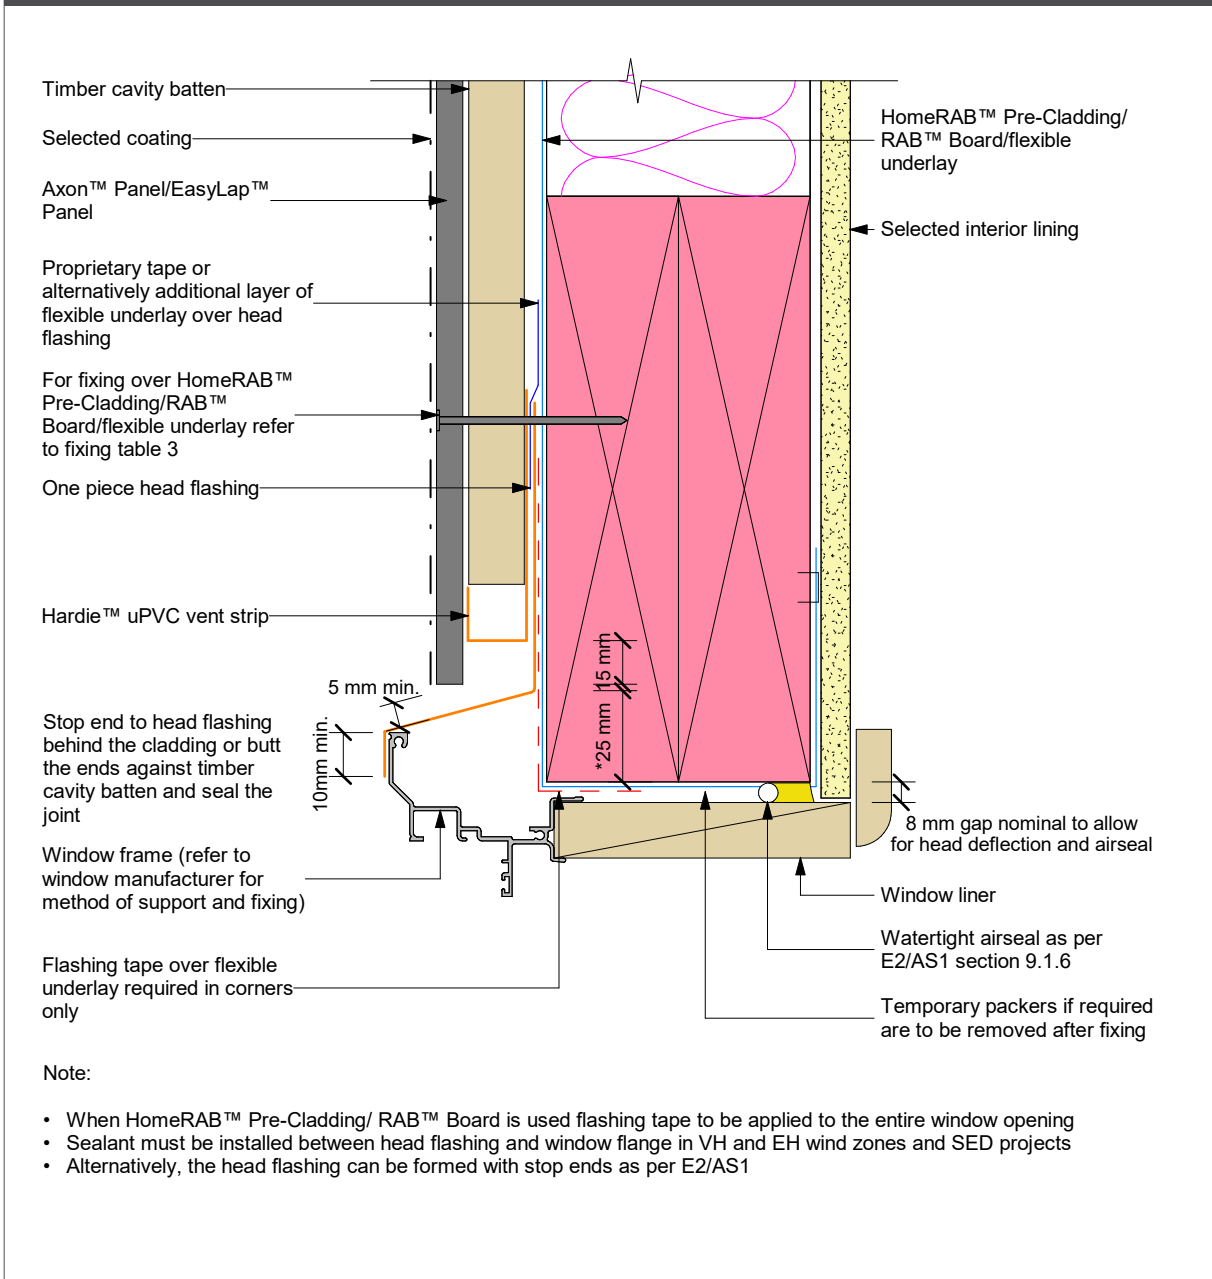 Timber cavity batten
Selected coating
Axon™ Panel/EasyLap™
Panel
Proprietary tape or
alternatively additional layer of
flexible underlay over head
flashing
For fixing over HomeRAB™
Pre-Cladding/RAB™
Board/flexible underlay refer
to fixing table 3
One piece head flashing
Hardie™ uPVC vent strip
5 mm min.
10mm min.
15 mm
*25 mm
Stop end to head flashing
behind the cladding or butt
the ends against timber
cavity batten and seal the
joint
Window frame (refer to
window manufacturer for
method of support and fixing)
Flashing tape over flexible
underlay required in corners
only
HomeRAB™ Pre-Cladding/
RAB™ Board/flexible
underlay
Selected interior lining
8 mm gap nominal to allow
for head deflection and airseal
Window liner
Watertight airseal as per
E2/AS1 section 9.1.6
Temporary packers if required
are to be removed after fixing
Note:
• When HomeRAB™ Pre-Cladding/ RAB™ Board is used flashing tape to be applied to the entire window opening
• Sealant must be installed between head flashing and window flange in VH and EH wind zones and SED projects
• Alternatively, the head flashing can be formed with stop ends as per E2/AS1